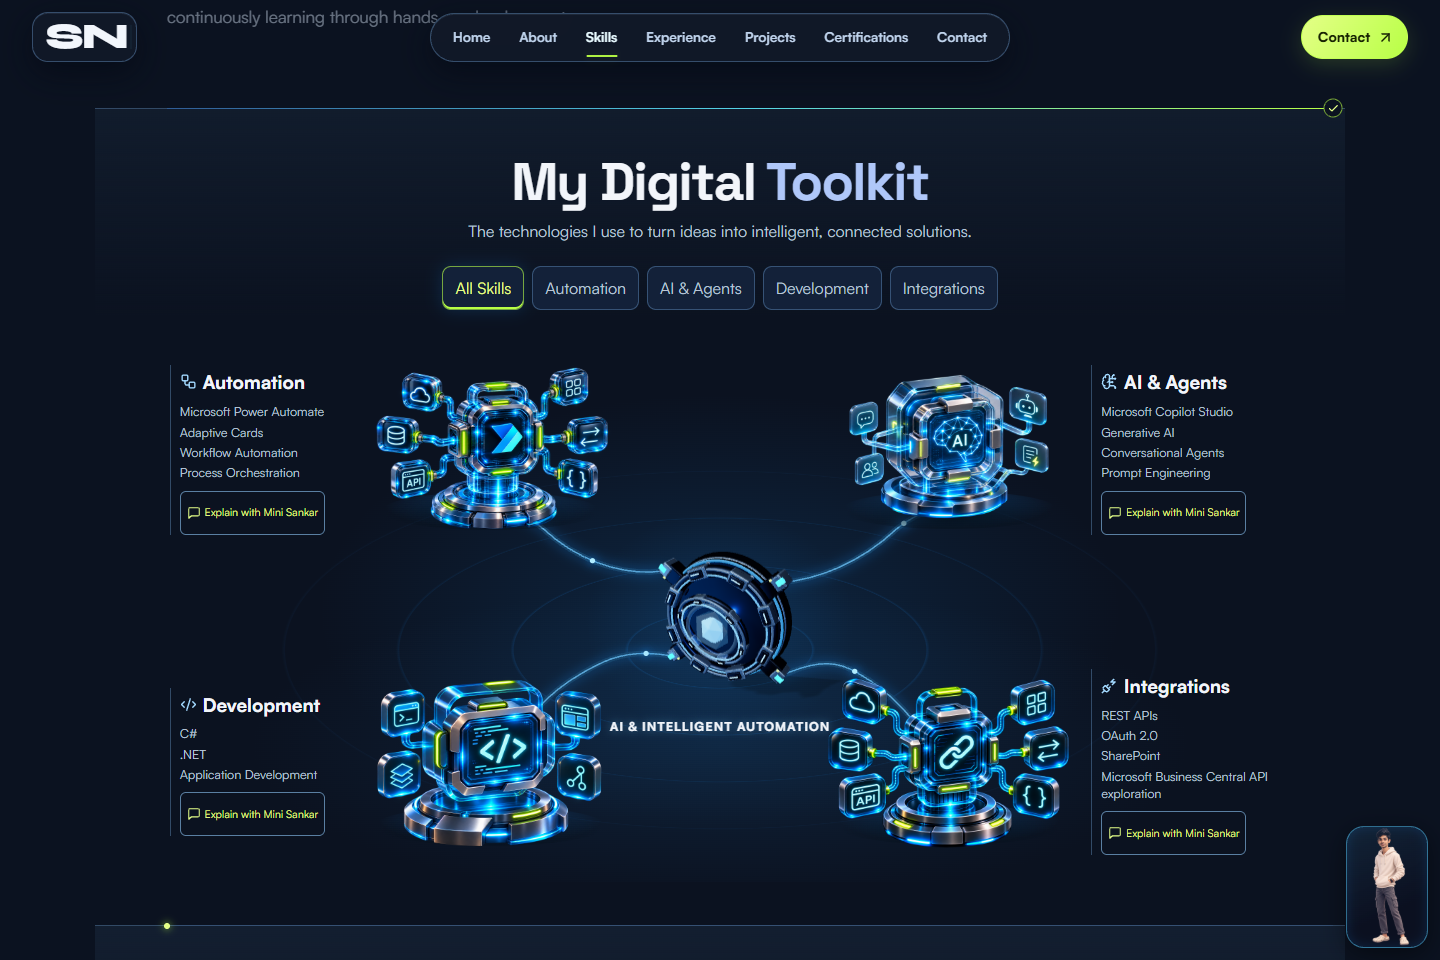 continuously learning through hands
SN
Home
About
Skills
Experience
Projects
Certifications
Contact
Contact
My Digital Toolkit
The technologies I use to turn ideas into intelligent, connected solutions.
All Skills
Automation
AI & Agents
Development
Integrations
Automation
Microsoft Power Automate
Adaptive Cards
Workflow Automation
Process Orchestration
Explain with Mini Sankar
API
{ }
AI
AI & Agents
Microsoft Copilot Studio
Generative AI
Conversational Agents
Prompt Engineering
Explain with Mini Sankar
Development
C#
.NET
Application Development
Explain with Mini Sankar
</>
AI & INTELLIGENT AUTOMATION
API
{ }
Integrations
REST APIs
OAuth 2.0
SharePoint
Microsoft Business Central API
exploration
Explain with Mini Sankar